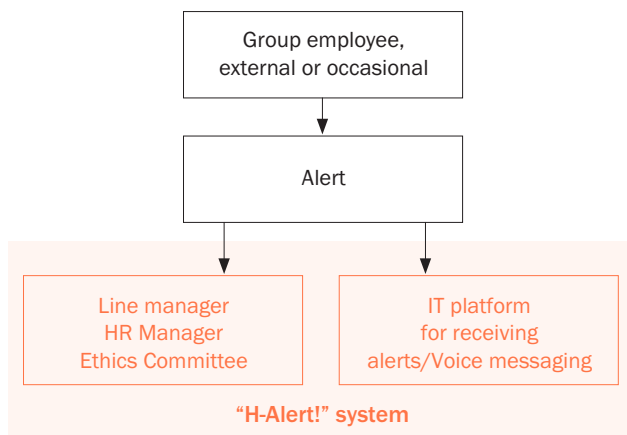 Group employee,
external or occasional
Alert
Line manager
HR Manager
Ethics Committee
IT platform
for receiving
alerts/Voice messaging
“H-Alert!” system